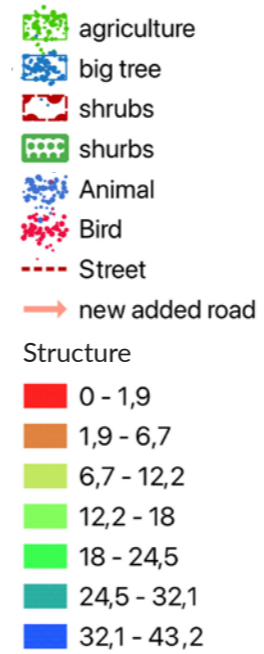 agriculture
big tree
shrubs
shurbs
Animal
Bird
Street
new added road
Structure
0 - 1,9
1,9 - 6,7
6,7 - 12,2
12,2 - 18
18 - 24,5
24,5 - 32,1
32,1 - 43,2